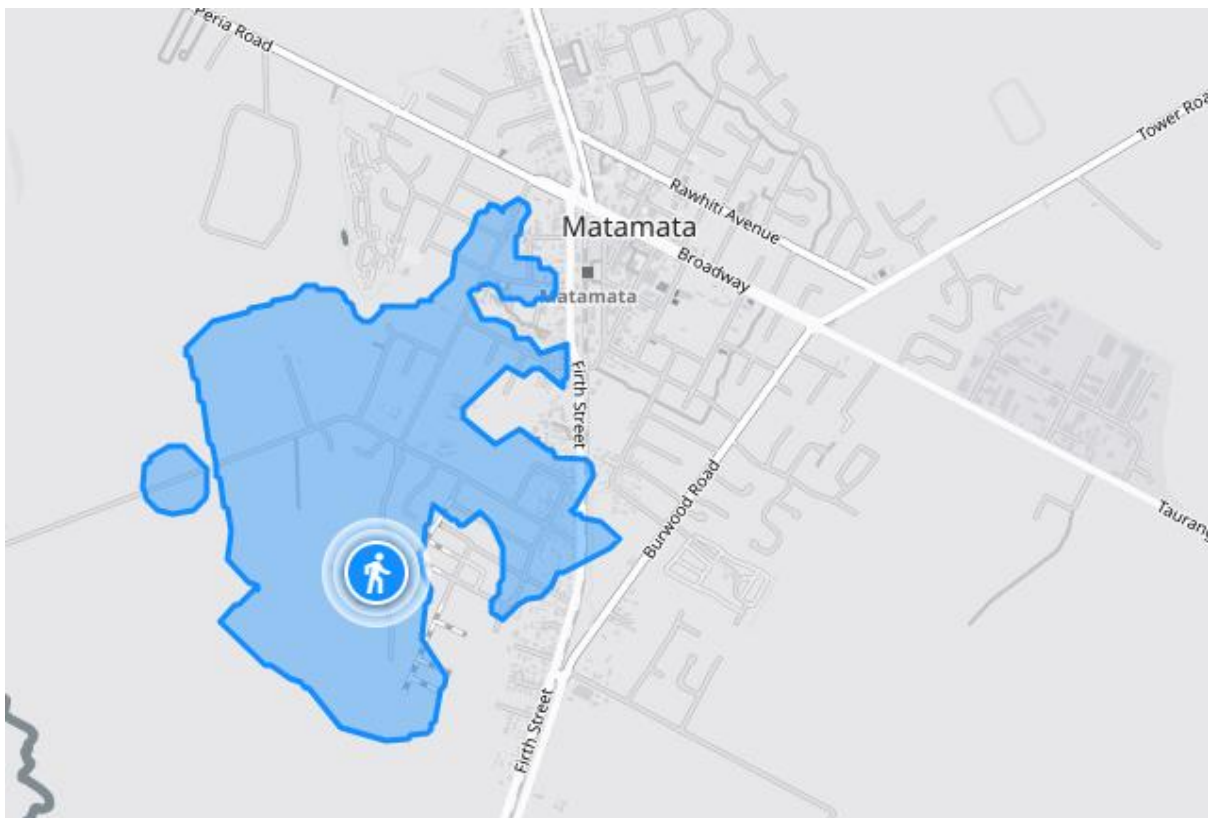 Peria Road
Tower Roa
Rawhiti Avenue
Matamata
Broadway
Matamata
Firth Street
Burwood Road
Taurang
Firth Street